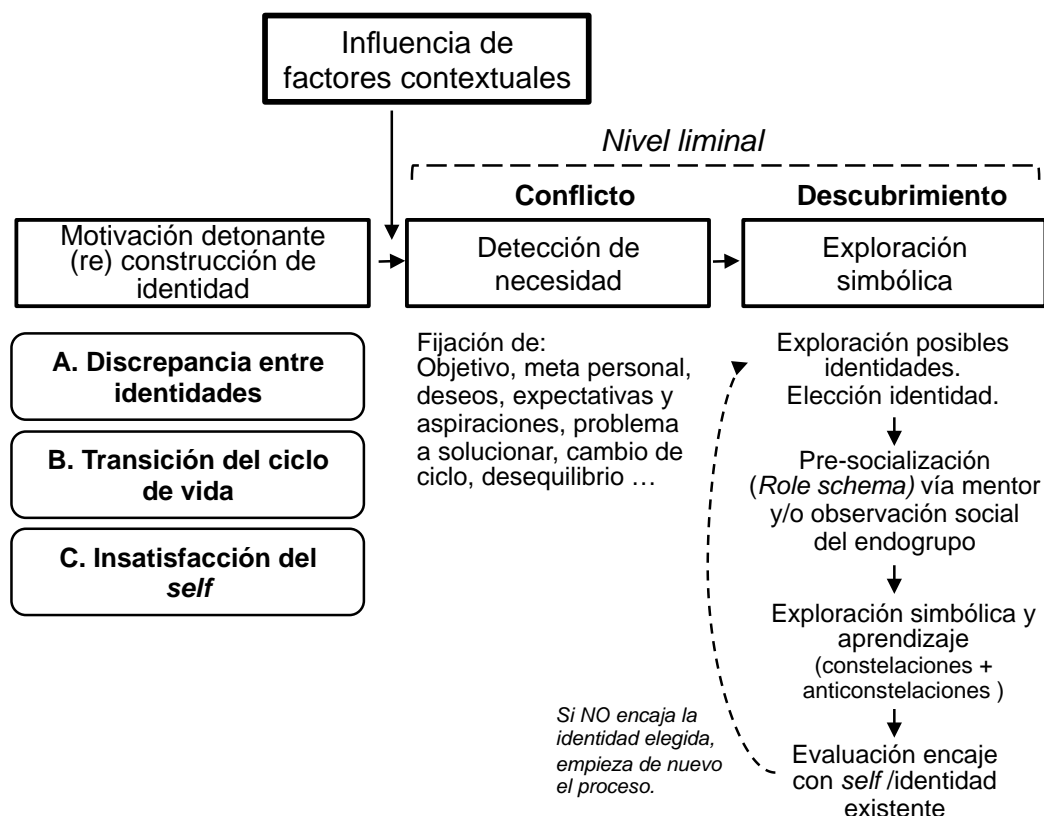 Influencia de
factores contextuales
Nivel liminal
Conflicto
Descubrimiento
Motivación detonante
(re) construcción de
identidad
Detección de
necesidad
Exploración
simbólica
A. Discrepancia entre
identidades
B. Transición del ciclo
de vida
C. Insatisfacción del
self
Fijación de:
Objetivo, meta personal,
deseos, expectativas y
aspiraciones, problema
a solucionar, cambio de
ciclo, desequilibrio …
Exploración posibles
identidades.
Elección identidad.
Pre-socialización
(Role schema) vía mentor
y/o observación social
del endogrupo
Exploración simbólica y
aprendizaje
(constelaciones +
anticonstelaciones )
Si NO encaja la
identidad elegida,
empieza de nuevo
el proceso.
Evaluación encaje
con self /identidad
existente